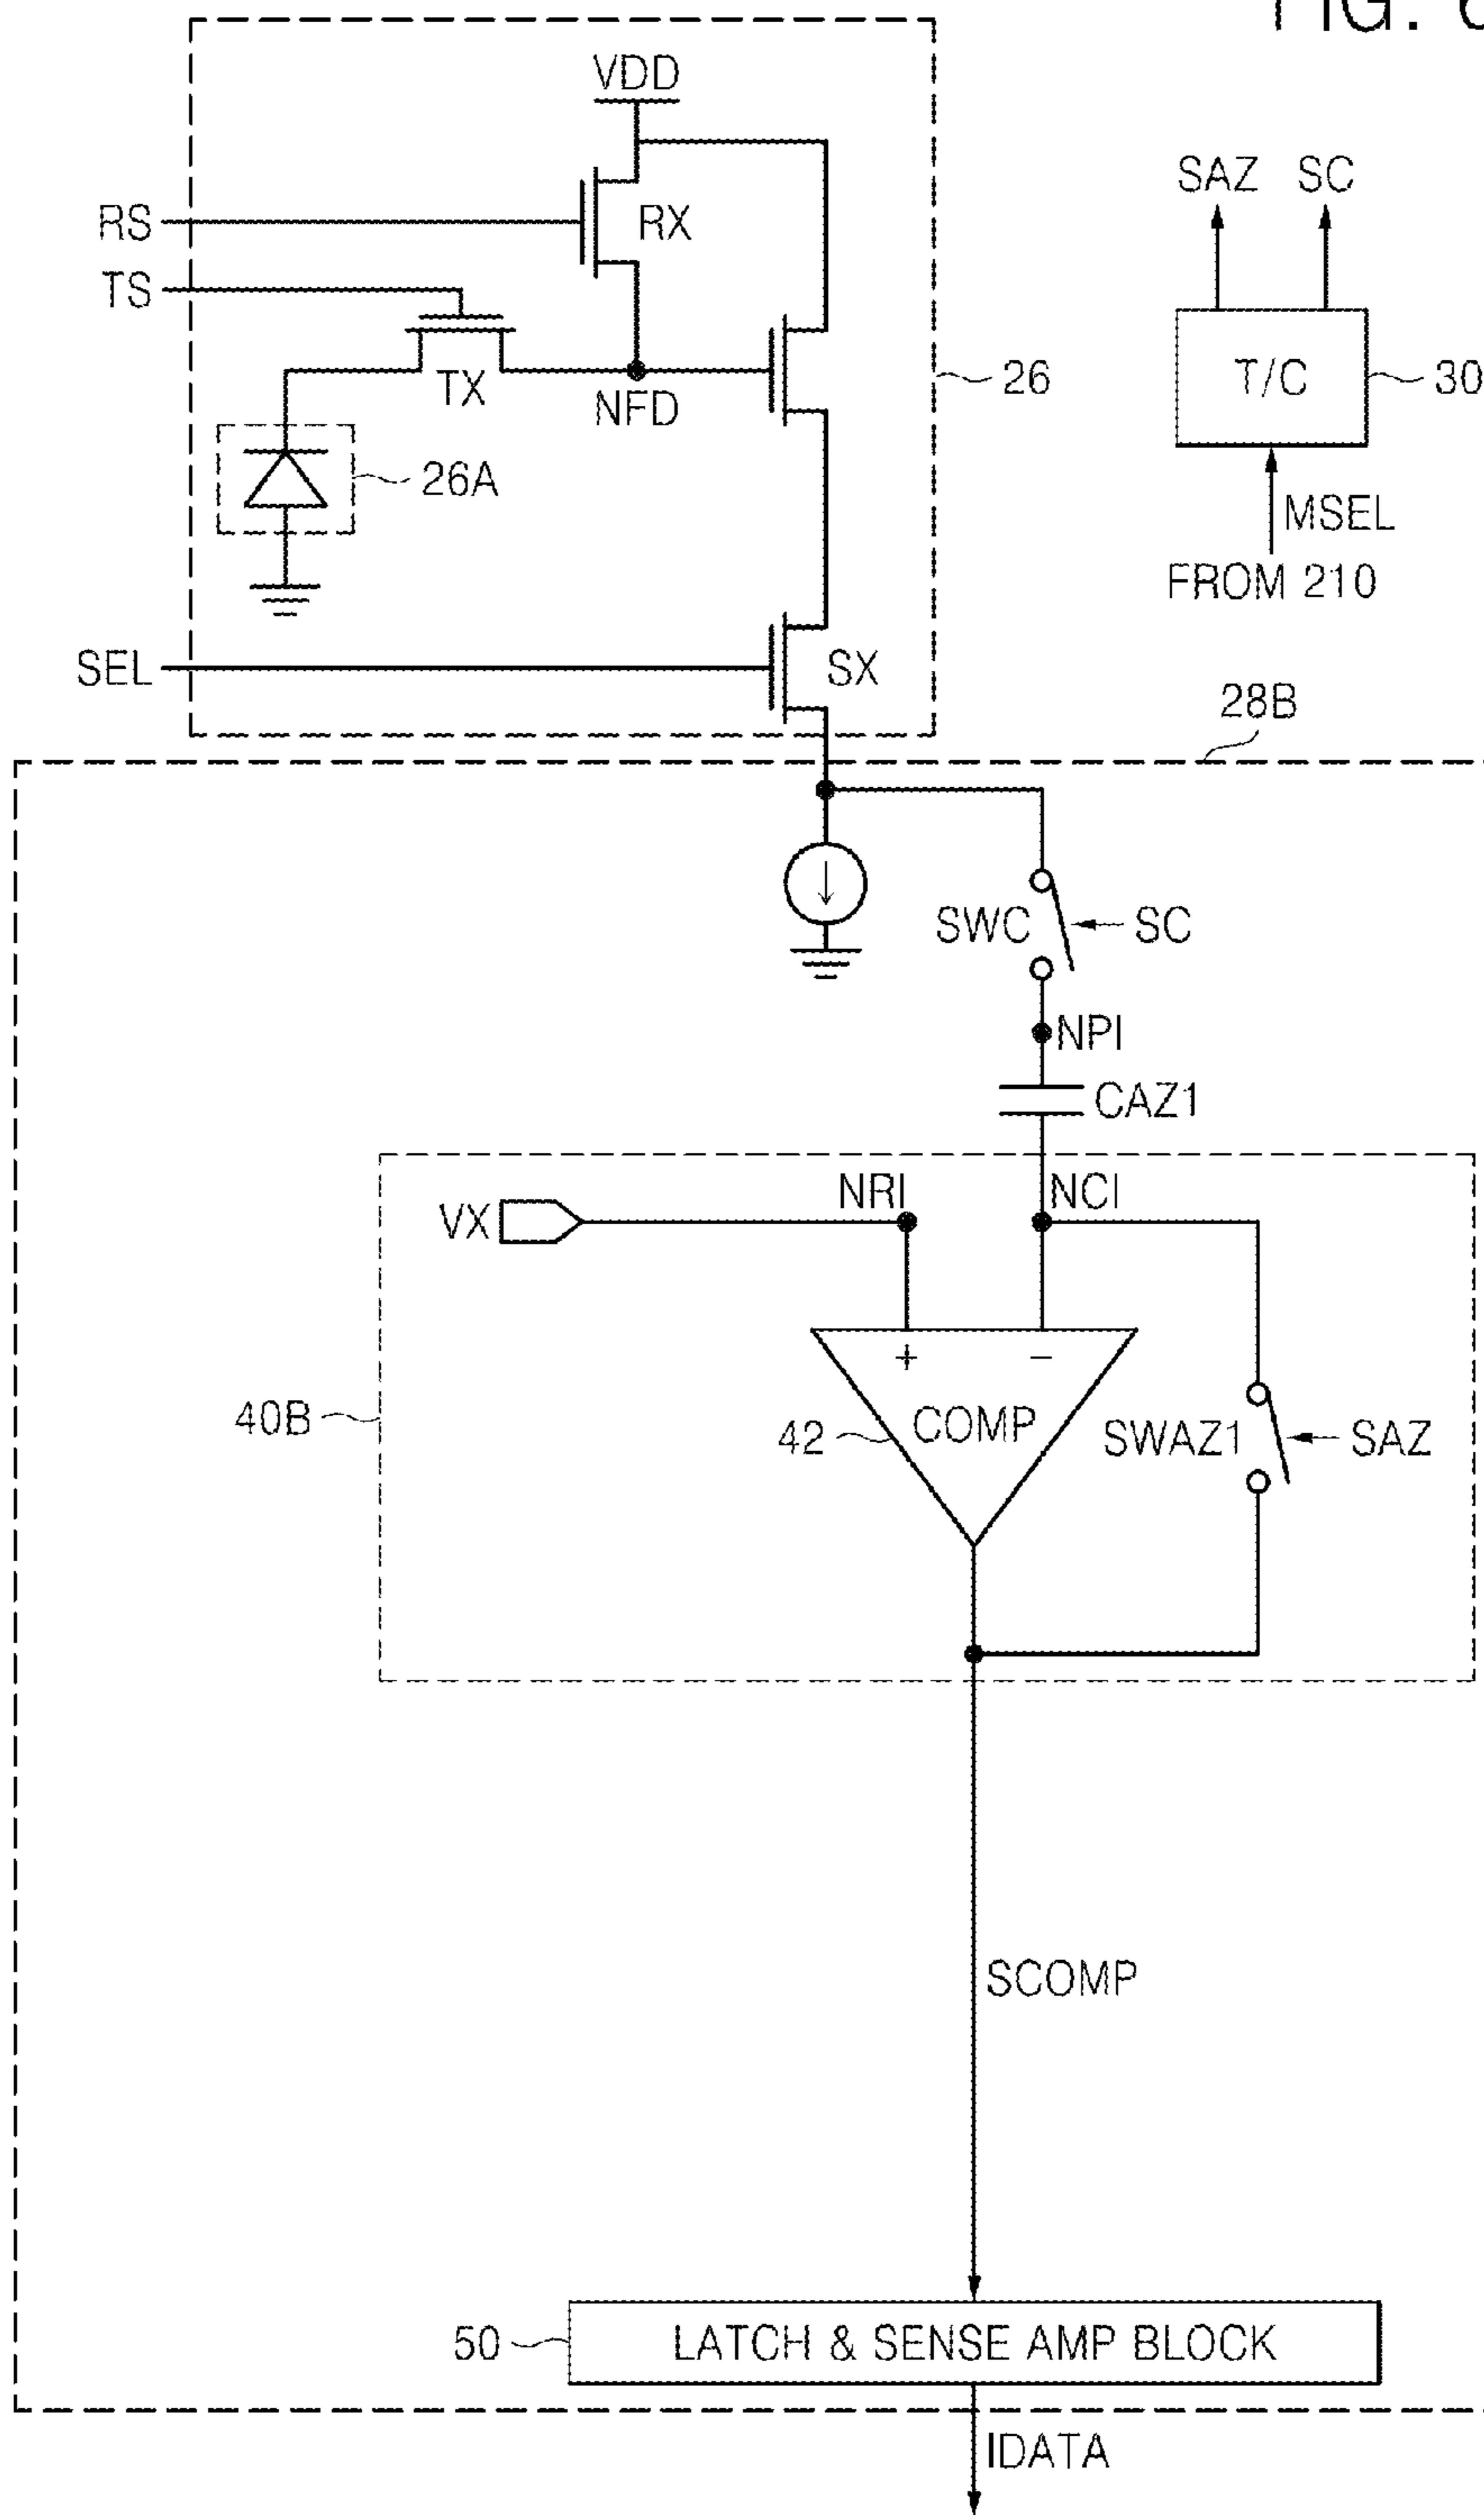 FIG.
VDD
SAZ SC
RS
RX
TS
T/C
30
26
TX
NFD
26A
MSEL
FROM 210
SEL
SX
28B
SWC
SC
NPI
CAZ1
NRI
NCI
VX
+
−
40B
42
COMP
SWAZ1
SAZ
SCOMP
50
LATCH & SENSE AMP BLOCK
IDATA